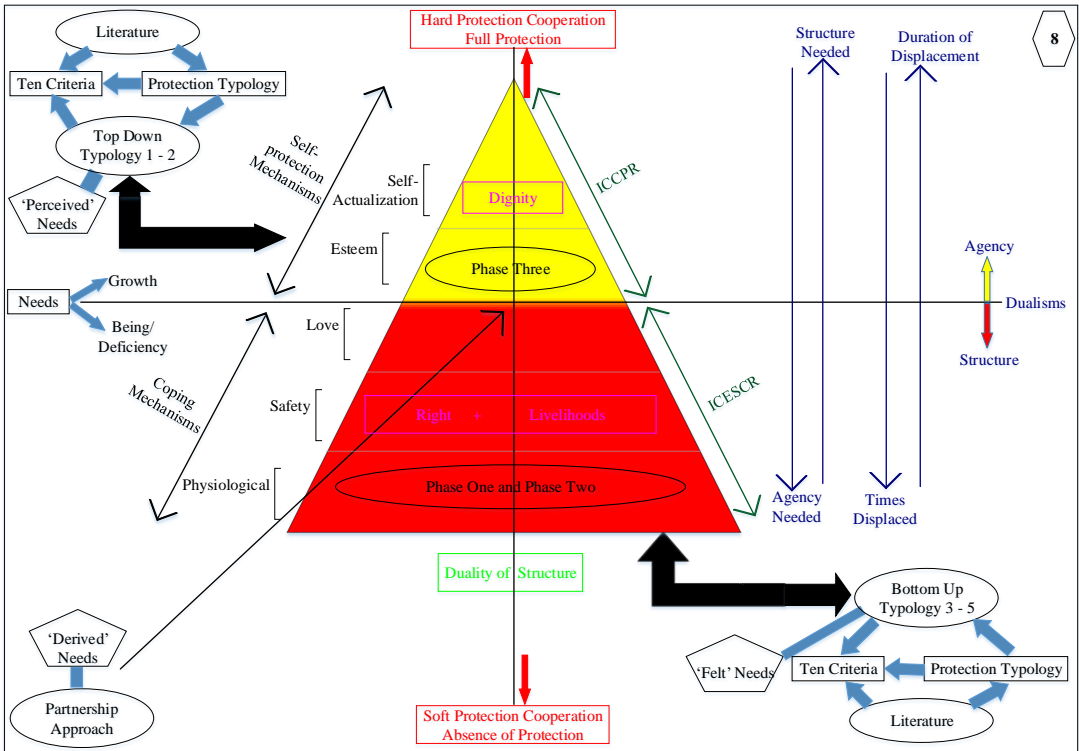 Hard Protection Cooperation
Full Protection
8
Literature
Ten Criteria
Protection Typology
Top Down
Typology 1 - 2
'Perceived'
Needs
Self-
protection
Mechanisms
Self-
Actualization
Dignity
ICCPR
Structure
Needed
Duration of
Displacement
Esteem
Phase Three
Agency
Needs
Growth
Being/
Deficiency
Dualisms
Structure
Love
Coping
Mechanisms
Safety
Right + Livelihoods
ICESCR
Physiological
Phase One and Phase Two
Agency
Needed
Times
Displaced
Duality of Structure
Bottom Up
Typology 3 - 5
'Derived'
Needs
'Felt' Needs
Ten Criteria
Protection Typology
Partnership
Approach
Soft Protection Cooperation
Absence of Protection
Literature